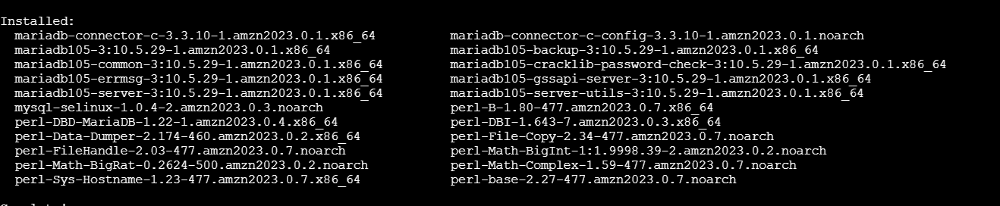 Installed:
mariadb-connector-c-3.3.10-1.amzn2023.0.1.x86_64 mariadb-connector-c-config-3.3.10-1.amzn2023.0.1.noarch
mariadb105-3:10.5.29-1.amzn2023.0.1.x86_64 mariadb105-backup-3:10.5.29-1.amzn2023.0.1.x86_64
mariadb105-common-3:10.5.29-1.amzn2023.0.1.x86_64 mariadb105-cracklib-password-check-3:10.5.29-1.amzn2023.0.1.x86_64
mariadb105-errmsg-3:10.5.29-1.amzn2023.0.1.x86_64 mariadb105-gssapi-server-3:10.5.29-1.amzn2023.0.1.x86_64
mariadb105-server-3:10.5.29-1.amzn2023.0.1.x86_64 mariadb105-server-utils-3:10.5.29-1.amzn2023.0.1.x86_64
mysql-selinux-1.0.4-2.amzn2023.0.3.noarch perl-B-1.80-477.amzn2023.0.7.x86_64
perl-DBD-MariaDB-1.22-1.amzn2023.0.4.x86_64 perl-DBI-1.643-7.amzn2023.0.3.x86_64
perl-Data-Dumper-2.174-460.amzn2023.0.2.x86_64 perl-File-Copy-2.34-477.amzn2023.0.7.noarch
perl-FileHandle-2.03-477.amzn2023.0.7.noarch perl-Math-BigInt-1:1.9998.39-2.amzn2023.0.2.noarch
perl-Math-BigRat-0.2624-500.amzn2023.0.2.noarch perl-Math-Complex-1.59-477.amzn2023.0.7.noarch
perl-Sys-Hostname-1.23-477.amzn2023.0.7.x86_64 perl-base-2.27-477.amzn2023.0.7.noarch